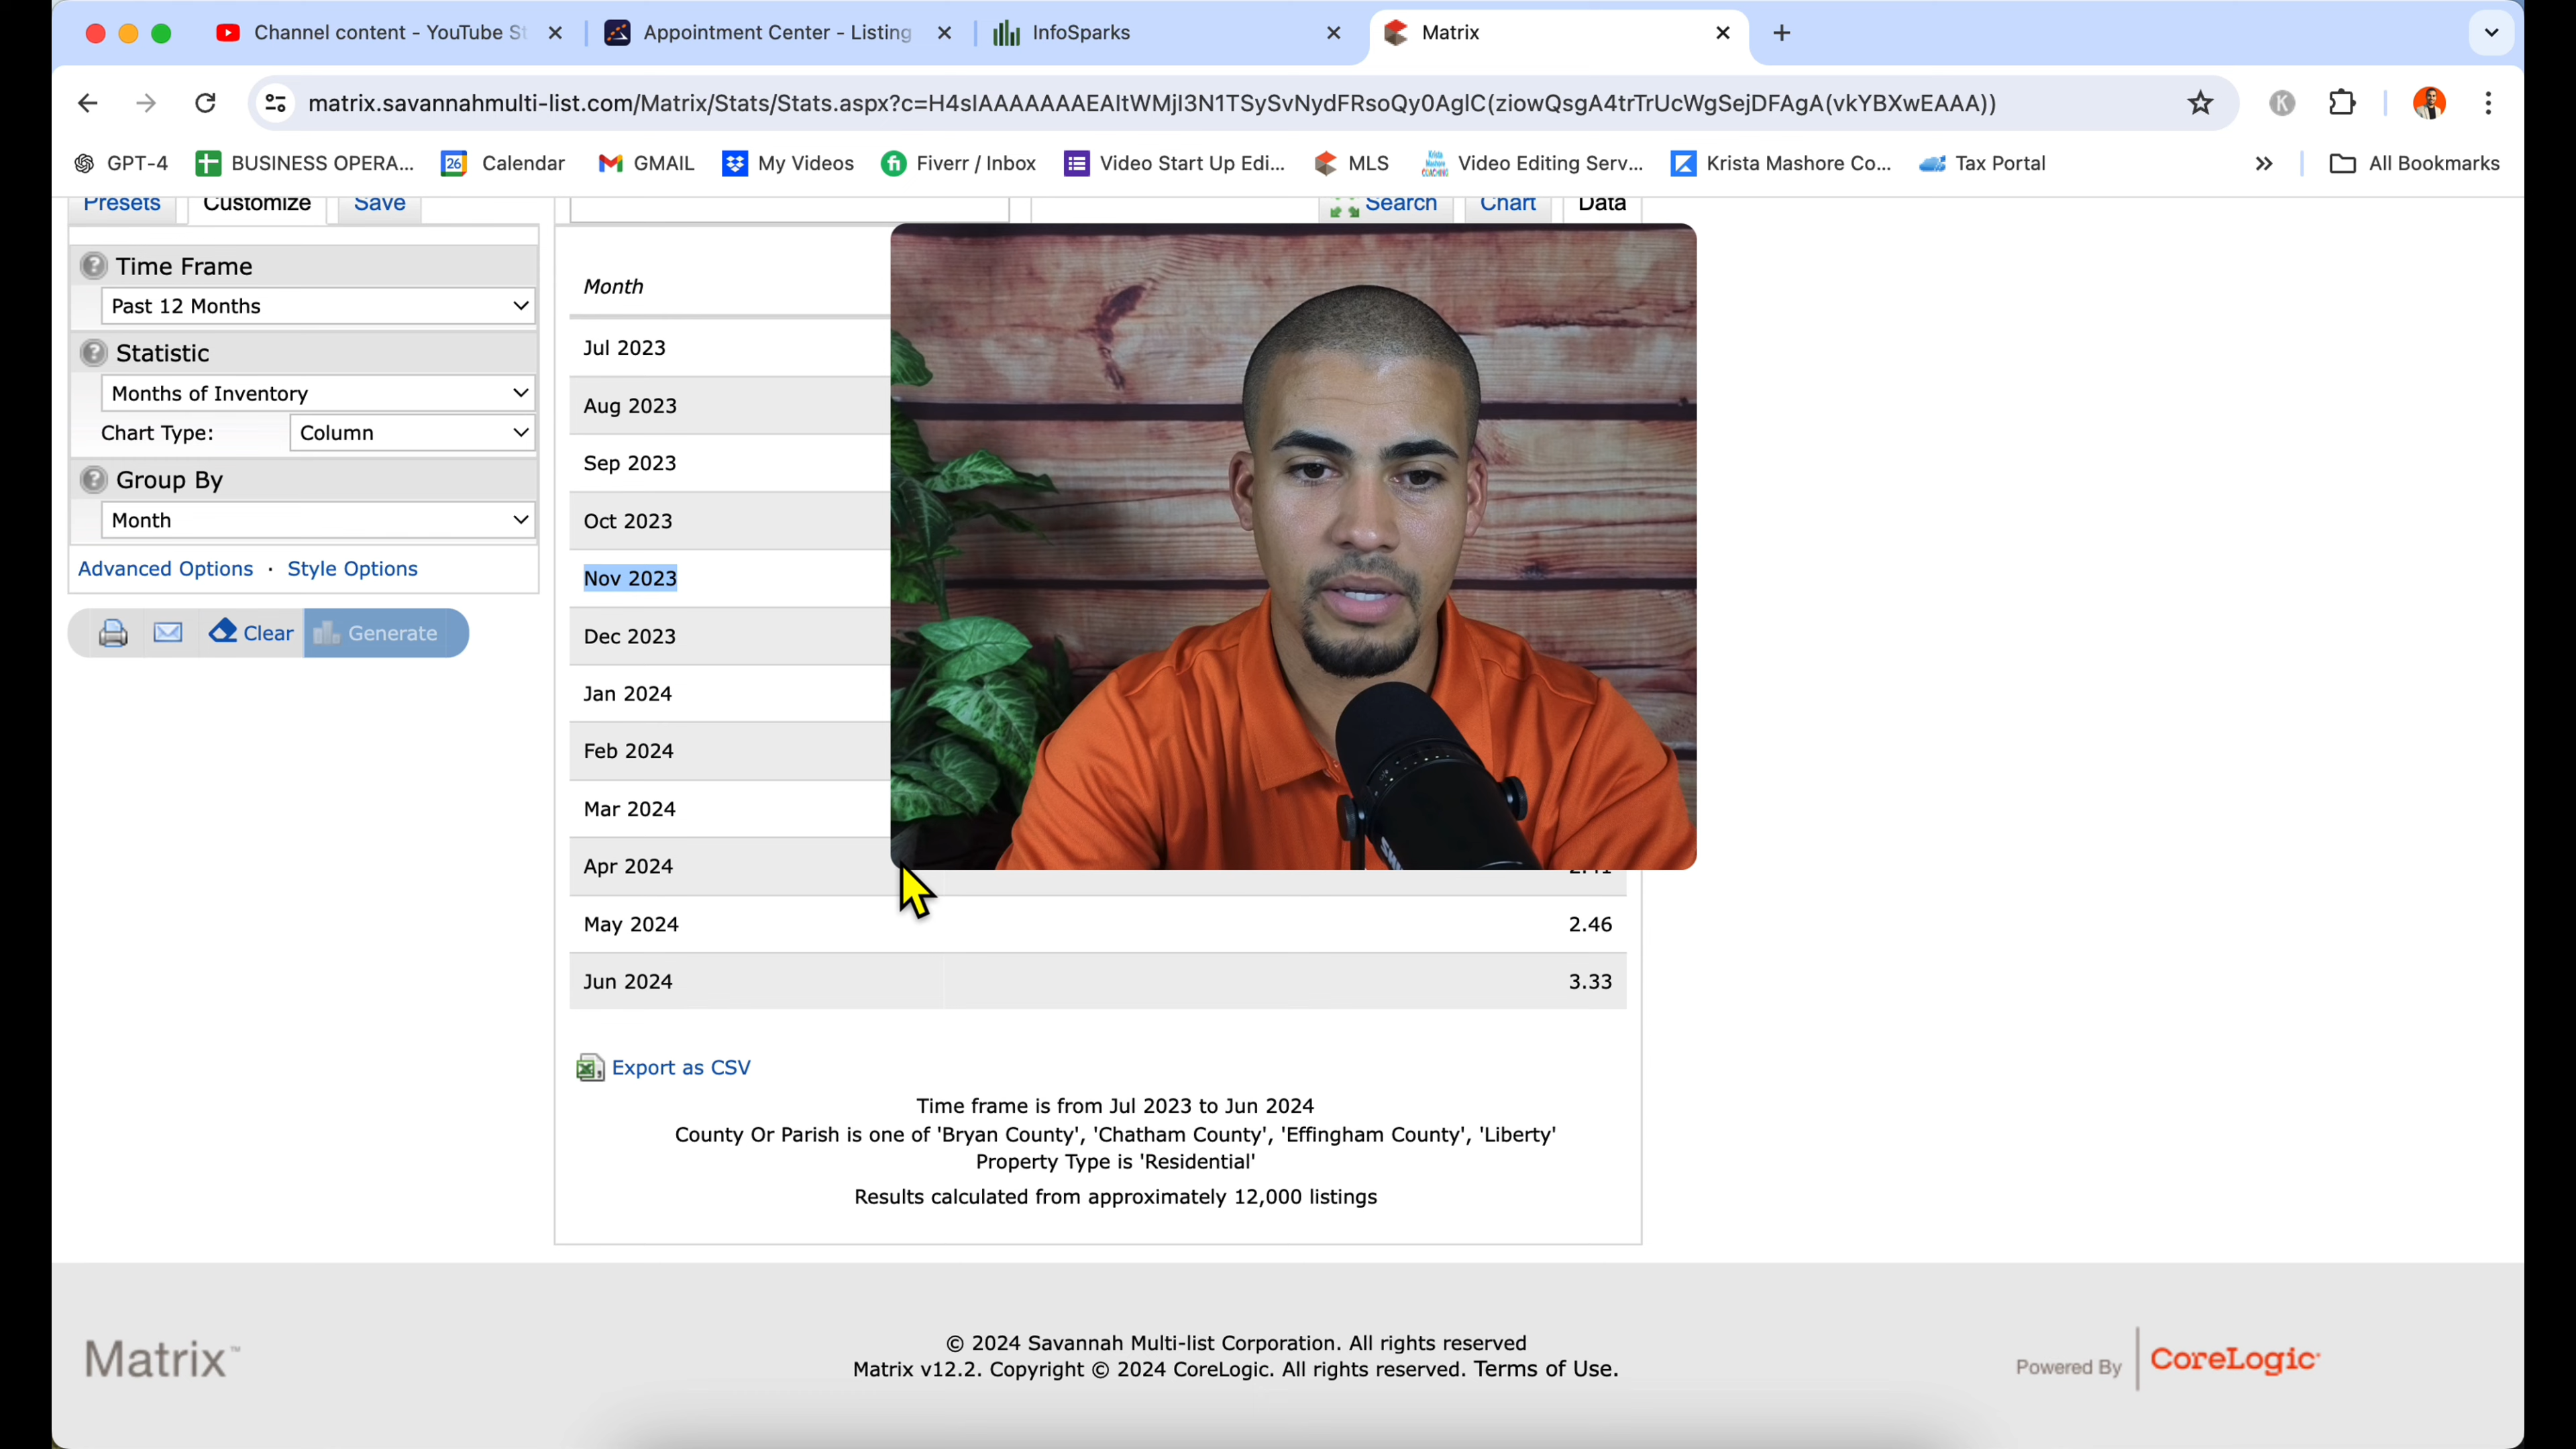 Channel content - YouTube St
Appointment Center - Listing
InfoSparks
Matrix
matrix.savannahmulti-list.com/Matrix/Stats/Stats.aspx?c=H4sIAAAAAAAEAItWMjI3N1TSySvNydFRsoQy0AglC(ziowQsgA4trTrUcWgSejDFAgA(vkYBXwEAAA))
K
GPT-4
BUSINESS OPERA...
26
Calendar
GMAIL
My Videos
Fiverr / Inbox
Video Start Up Edi...
MLS
Video Editing Serv...
Krista Mashore Co...
Tax Portal
All Bookmarks
Presets
Customize
Save
Search
Chart
Data
Time Frame
Past 12 Months
Statistic
Months of Inventory
Chart Type: Column
Group By
Month
Advanced Options · Style Options
Clear
Generate
Month
Jul 2023
Aug 2023
Sep 2023
Oct 2023
Nov 2023
Dec 2023
Jan 2024
Feb 2024
Mar 2024
Apr 2024
May 2024 2.46
Jun 2024 3.33
Export as CSV
Time frame is from Jul 2023 to Jun 2024
County Or Parish is one of 'Bryan County', 'Chatham County', 'Effingham County', 'Liberty'
Property Type is 'Residential'
Results calculated from approximately 12,000 listings
Matrix™
© 2024 Savannah Multi-list Corporation. All rights reserved
Matrix v12.2. Copyright © 2024 CoreLogic. All rights reserved. Terms of Use.
Powered By
CoreLogic